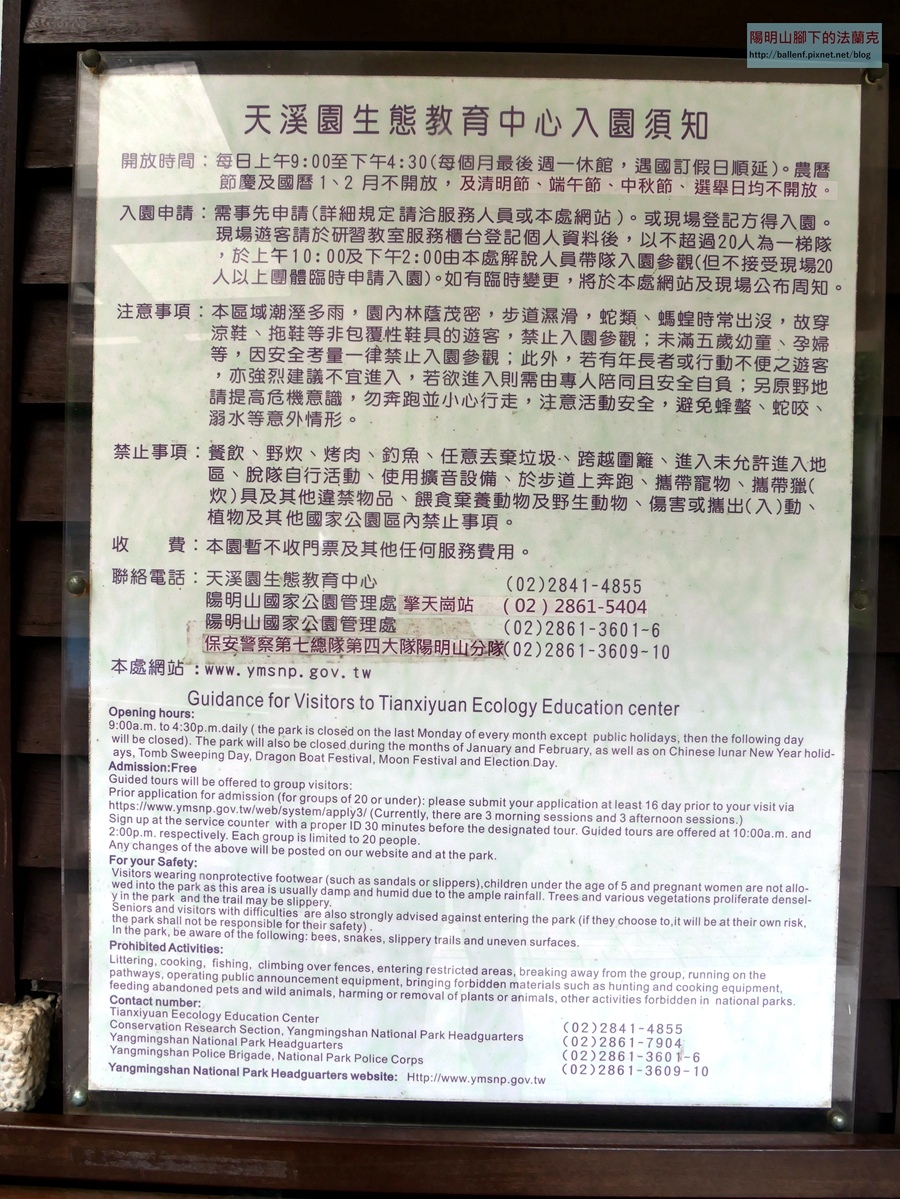 陽明山腳下的法蘭克
http://ballenf.pixnet.net/blog
天溪園生態教育中心入園須知
開放時間：每日上午9:00至下午4:30(每個月最後週一休館，遇國訂假日順延)。農曆
節慶及國曆1、2月不開放，及清明節、端午節、中秋節、選舉日均不開放。
入園申請：需事先申請(詳細規定請洽服務人員或本處網站)。或現場登記方得入園。
現場遊客請於研習教室服務櫃台登記個人資料後，以不超過20人為一梯隊
，於上午10:00及下午2:00由本處解說人員帶隊入園參觀(但不接受現場20
人以上團體臨時申請入園)。如有臨時變更，將於本處網站及現場公布周知。
注意事項：本區域潮溼多雨，園內林蔭茂密，步道濕滑，蛇類、螞蝗時常出沒，故穿
涼鞋、拖鞋等非包覆性鞋具的遊客，禁止入園參觀；未滿五歲幼童、孕婦
等，因安全考量一律禁止入園參觀；此外，若有年長者或行動不便之遊客
，亦強烈建議不宜進入，若欲進入則需由專人陪同且安全自負；另原野地
請提高危機意識，勿奔跑並小心行走，注意活動安全，避免蜂螫、蛇咬、
溺水等意外情形。
禁止事項：餐飲、野炊、烤肉、釣魚、任意丟棄垃圾、跨越圍籬、進入未允許進入地
區、脫隊自行活動、使用擴音設備、於步道上奔跑、攜帶寵物、攜帶獵(
炊)具及其他違禁物品、餵食棄養動物及野生動物、傷害或攜出(入)動、
植物及其他國家公園區內禁止事項。
收　　費：本園暫不收門票及其他任何服務費用。
聯絡電話：天溪園生態教育中心 (02)2841-4855
陽明山國家公園管理處 擎天崗站 (02)2861-5404
陽明山國家公園管理處 (02)2861-3601-6
保安警察第七總隊第四大隊陽明山分隊(02)2861-3609-10
本處網站：www.ymsnp.gov.tw
Guidance for Visitors to Tianxiyuan Ecology Education center
Opening hours:
9:00a.m. to 4:30p.m.daily ( the park is closed on the last Monday of every month except public holidays, then the following day
will be closed). The park will also be closed during the months of January and February, as well as on Chinese lunar New Year holid-
ays, Tomb Sweeping Day, Dragon Boat Festival, Moon Festival and Election Day.
Admission:Free
Guided tours will be offered to group visitors:
Prior application for admission (for groups of 20 or under): please submit your application at least 16 day prior to your visit via
https://www.ymsnp.gov.tw/web/system/apply3/ (Currently, there are 3 morning sessions and 3 afternoon sessions.)
Sign up at the service counter with a proper ID 30 minutes before the designated tour. Guided tours are offered at 10:00a.m. and
2:00p.m. respectively. Each group is limited to 20 people.
Any changes of the above will be posted on our website and at the park.
For your Safety:
Visitors wearing nonprotective footwear (such as sandals or slippers),children under the age of 5 and pregnant women are not allo-
wed into the park as this area is usually damp and humid due to the ample rainfall. Trees and various vegetations proliferate densel-
y in the park and the trail may be slippery.
Seniors and visitors with difficulties are also strongly advised against entering the park (if they choose to,it will be at their own risk,
the park shall not be responsible for their safety) .
In the park, be aware of the following: bees, snakes, slippery trails and uneven surfaces.
Prohibited Activities:
Littering, cooking, fishing, climbing over fences, entering restricted areas, breaking away from the group, running on the
pathways, operating public announcement equipment, bringing forbidden materials such as hunting and cooking equipment,
feeding abandoned pets and wild animals, harming or removal of plants or animals, other activities forbidden in national parks.
Contact number:
Tianxiyuan Eecology Education Center (02)2841-4855
Conservation Research Section, Yangmingshan National Park Headguarters (02)2861-7904
Yangmingshan National Park Headguarters (02)2861-3601-6
Yangmingshan Police Brigade, National Park Police Corps (02)2861-3609-10
Yangmingshan National Park Headguarters website: Http://www.ymsnp.gov.tw